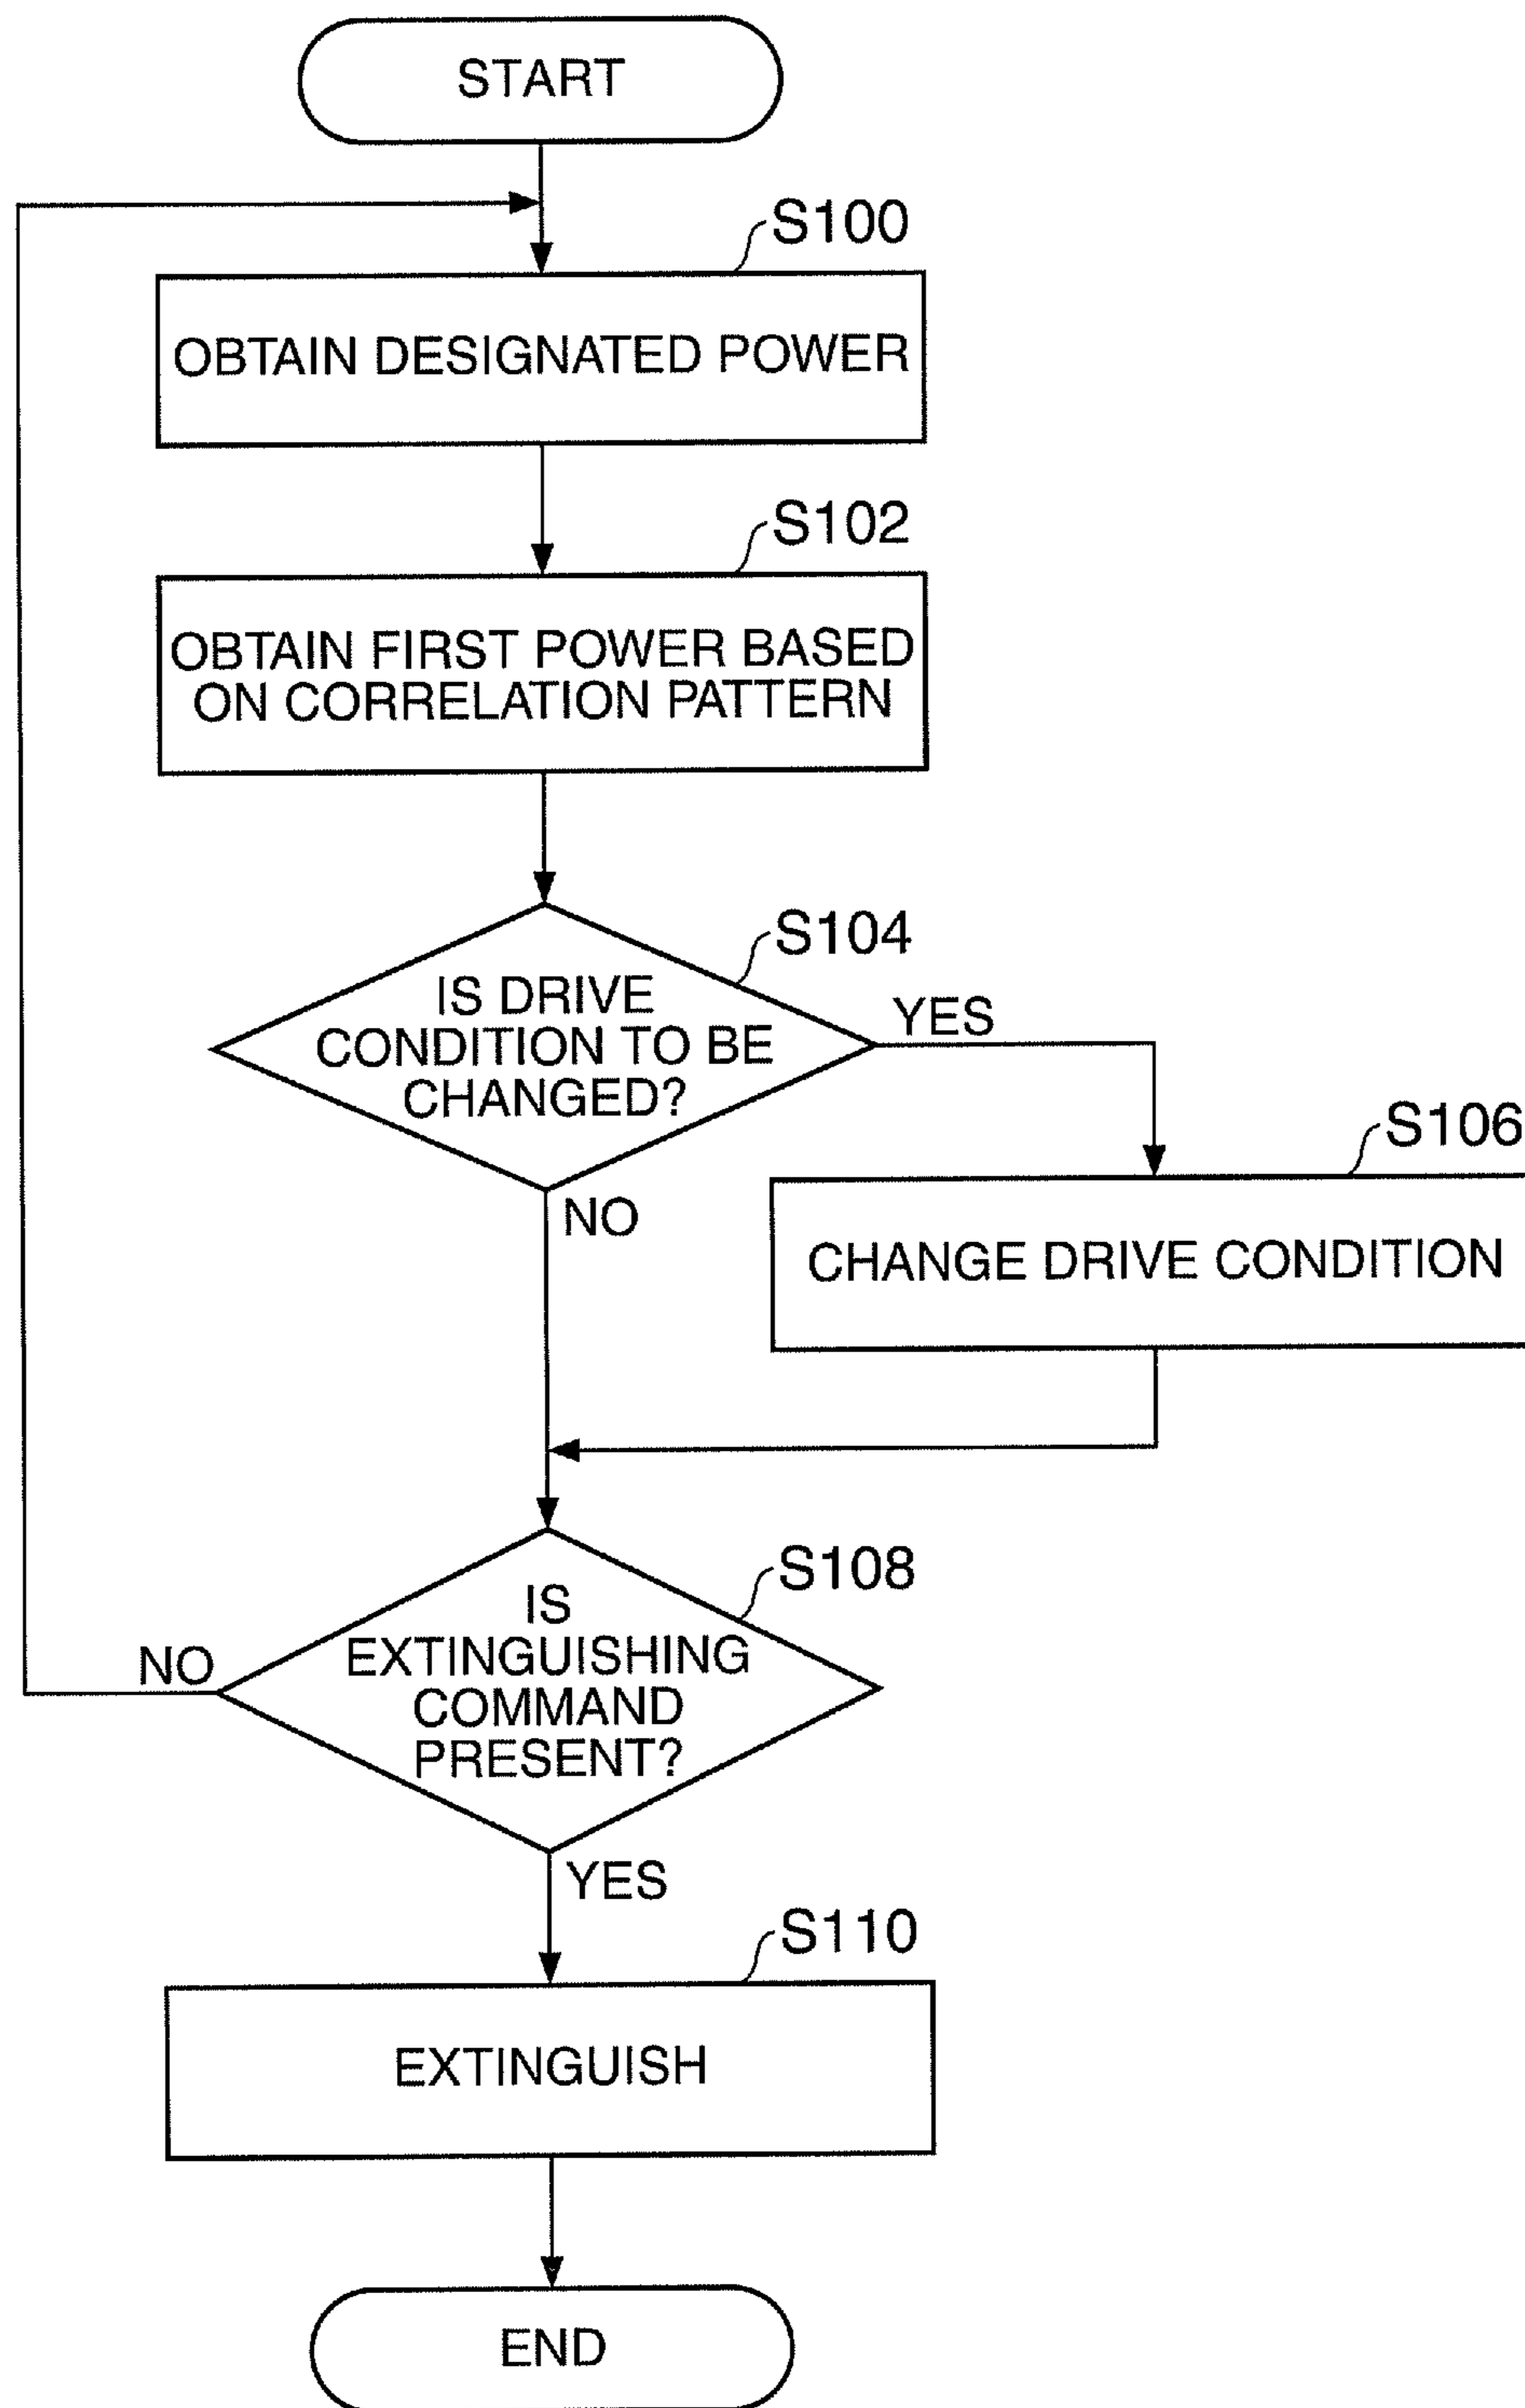 START
S100
OBTAIN DESIGNATED POWER
S102
OBTAIN FIRST POWER BASED
ON CORRELATION PATTERN
S104
IS DRIVE
CONDITION TO BE
CHANGED?
YES
NO
S106
CHANGE DRIVE CONDITION
S108
IS
EXTINGUISHING
COMMAND
PRESENT?
NO
YES
S110
EXTINGUISH
END